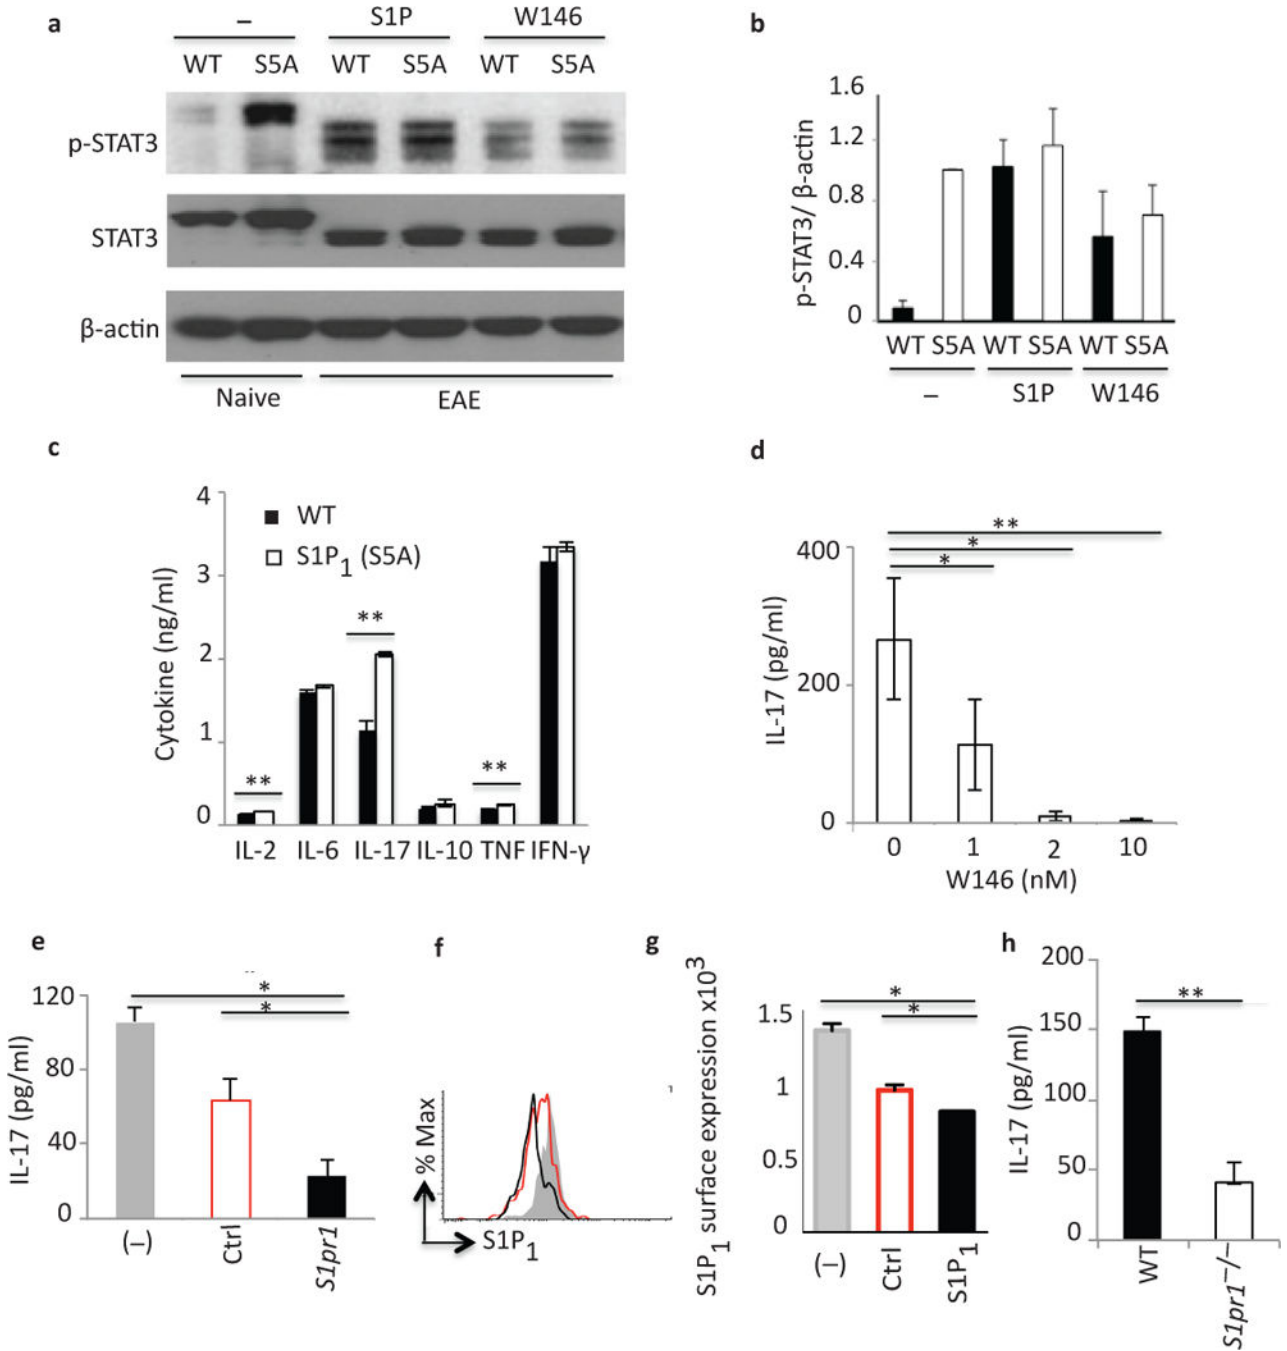 a
– S1P W146
WT S5A WT S5A WT S5A
p-STAT3
STAT3
β-actin
Naive EAE
b
p-STAT3/ β-actin
1.6
1.2
0.8
0.4
0
WT S5A WT S5A WT S5A
– S1P W146
c
Cytokine (ng/ml)
4
3
2
1
0
WT
S1P1 (S5A)
**
**
**
IL-2 IL-6 IL-17 IL-10 TNF IFN-γ
d
IL-17 (pg/ml)
400
200
0
**
*
*
0 1 2 10
W146 (nM)
e
IL-17 (pg/ml)
120
80
40
0
*
*
(–) Ctrl S1pr1
f
% Max
S1P1
g
S1P1 surface expression x10³
1.5
1
0.5
0
*
*
(–) Ctrl S1P1
h
IL-17 (pg/ml)
200
150
100
50
0
**
WT S1pr1–/–